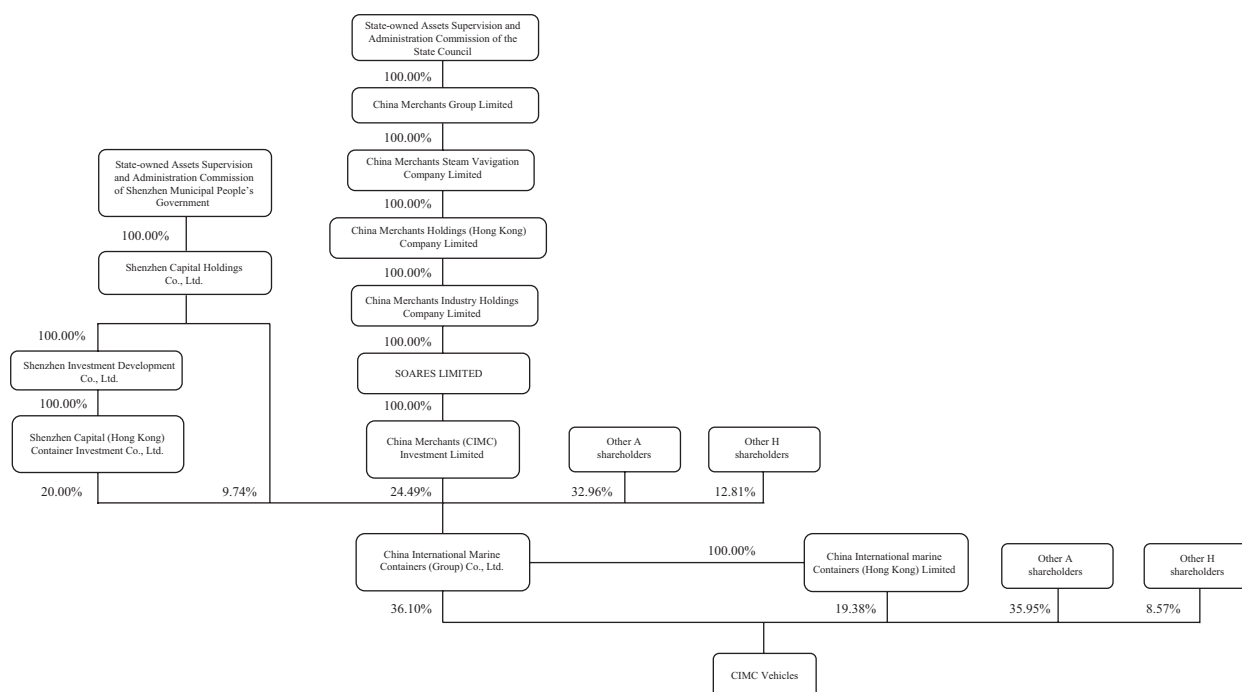 State-owned Assets Supervision and
Administration Commission of the
State Council
100.00%
China Merchants Group Limited
100.00%
State-owned Assets Supervision
and Administration Commission
of Shenzhen Municipal People's
Government
China Merchants Steam Vavigation
Company Limited
100.00%
100.00%
China Merchants Holdings (Hong Kong)
Company Limited
Shenzhen Capital Holdings
Co., Ltd.
100.00%
China Merchants Industry Holdings
Company Limited
100.00%
100.00%
Shenzhen Investment Development
Co., Ltd.
SOARES LIMITED
100.00%
100.00%
Shenzhen Capital (Hong Kong)
Container Investment Co., Ltd.
China Merchants (CIMC)
Investment Limited
Other A
shareholders
Other H
shareholders
20.00%
9.74%
24.49%
32.96%
12.81%
China International Marine
Containers (Group) Co., Ltd.
100.00%
China International marine
Containers (Hong Kong) Limited
Other A
shareholders
Other H
shareholders
36.10%
19.38%
35.95%
8.57%
CIMC Vehicles